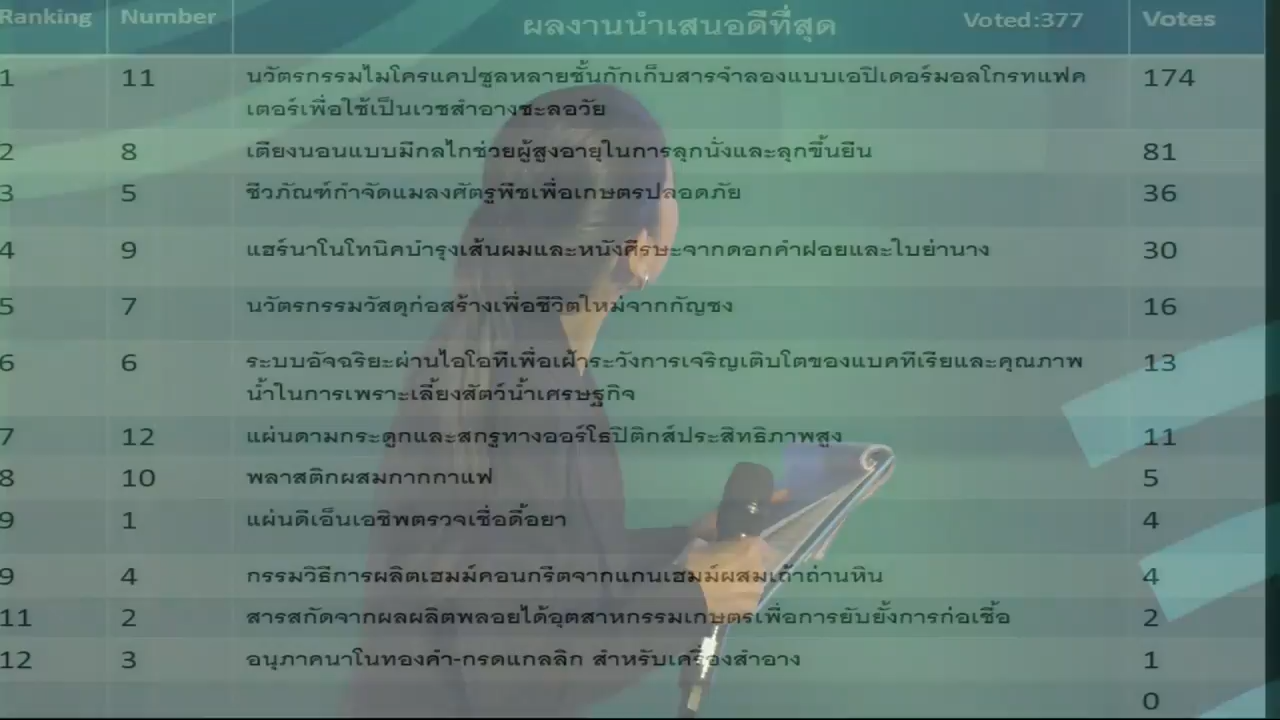 Ranking Number ผลงานนำเสนอดีที่สุด Voted:377 Votes
1 11 นวัตรกรรมไมโครแคปซูลหลายชั้นกักเก็บสารจำลองแบบเอปิเดอร์มอลโกรทแฟค 174
เตอร์เพื่อใช้เป็นเวชสำอางชะลอวัย
2 8 เตียงนอนแบบมีกลไกช่วยผู้สูงอายุในการลุกนั่งและลุกขึ้นยืน 81
3 5 ชีวภัณฑ์กำจัดแมลงศัตรูพืชเพื่อเกษตรปลอดภัย 36
4 9 แฮร์นาโนโทนิคบำรุงเส้นผมและหนังศีรษะจากดอกคำฝอยและใบย่านาง 30
5 7 นวัตรกรรมวัสดุก่อสร้างเพื่อชีวิตใหม่จากกัญชง 16
6 6 ระบบอัจฉริยะผ่านไอโอทีเพื่อเฝ้าระวังการเจริญเติบโตของแบคทีเรียและคุณภาพ 13
น้ำในการเพราะเลี้ยงสัตว์น้ำเศรษฐกิจ
7 12 แผ่นดามกระดูกและสกรูทางออร์โธปิติกส์ประสิทธิภาพสูง 11
8 10 พลาสติกผสมกากกาแฟ 5
9 1 แผ่นดีเอ็นเอชิพตรวจเชื่อดื้อยา 4
9 4 กรรมวิธีการผลิตเฮมม์คอนกรีตจากแกนเฮมม์ผสมเถ้าถ่านหิน 4
11 2 สารสกัดจากผลผลิตพลอยได้อุตสาหกรรมเกษตรเพื่อการยับยั้งการก่อเชื้อ 2
12 3 อนุภาคนาโนทองคำ-กรดแกลลิก สำหรับเครื่องสำอาง 1
0